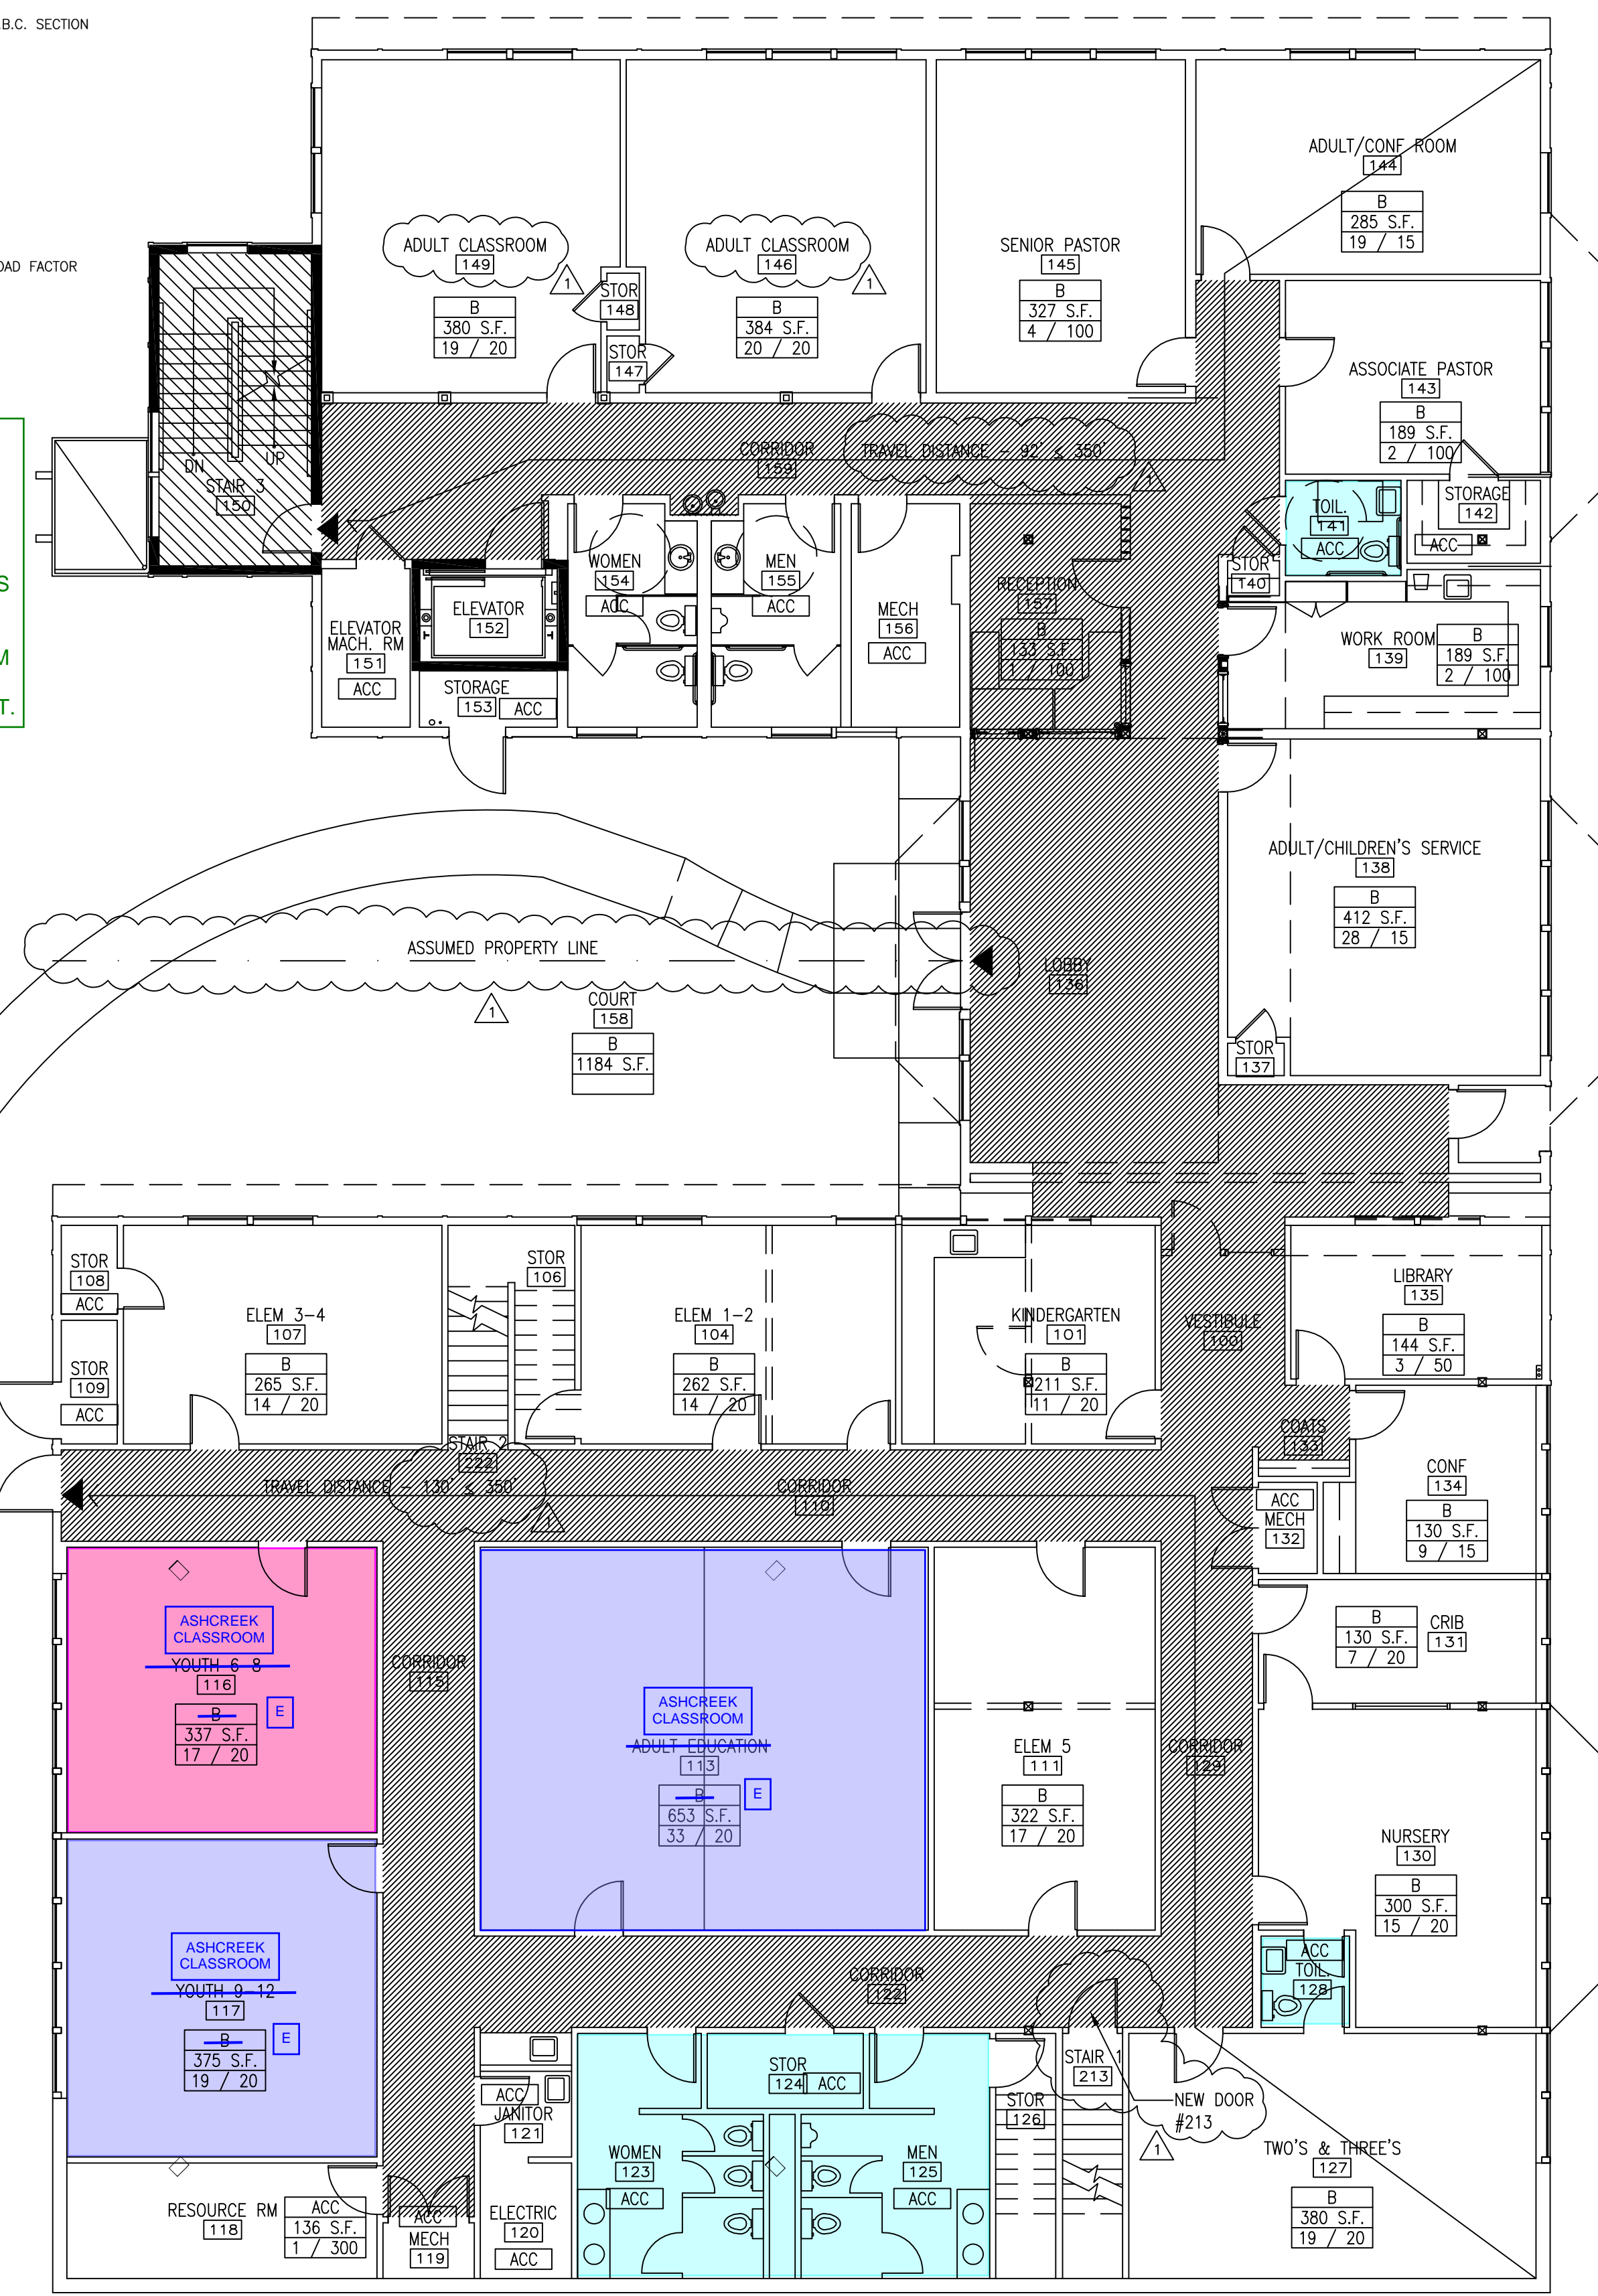 .B.C. SECTION
OAD FACTOR
S
M
T.
ADULT CLASSROOM
149
B
380 S.F.
19 / 20
1
STOR
148
STOR
147
ADULT CLASSROOM
146
B
384 S.F.
20 / 20
1
SENIOR PASTOR
145
B
327 S.F.
4 / 100
ADULT/CONF ROOM
144
B
285 S.F.
19 / 15
ASSOCIATE PASTOR
143
B
189 S.F.
2 / 100
DN
UP
STAIR 3
150
CORRIDOR
159
TRAVEL DISTANCE - 92' ≤ 350'
1
TOIL.
141
ACC
STORAGE
142
ACC
STOR
140
ELEVATOR
MACH. RM
151
ACC
ELEVATOR
152
STORAGE
153
ACC
WOMEN
154
ACC
MEN
155
ACC
MECH
156
ACC
RECEPTION
157
B
133 S.F.
1 / 100
WORK ROOM
139
B
189 S.F.
2 / 100
ADULT/CHILDREN'S SERVICE
138
B
412 S.F.
28 / 15
ASSUMED PROPERTY LINE
1
COURT
158
B
1184 S.F.
LOBBY
136
STOR
137
STOR
108
ACC
STOR
109
ACC
ELEM 3-4
107
B
265 S.F.
14 / 20
STOR
106
ELEM 1-2
104
B
262 S.F.
14 / 20
KINDERGARTEN
101
B
211 S.F.
11 / 20
VESTIBULE
100
LIBRARY
135
B
144 S.F.
3 / 50
COATS
133
STAIR 2
222
TRAVEL DISTANCE - 130' ≤ 350'
1
CORRIDOR
110
CONF
134
B
130 S.F.
9 / 15
ACC
MECH
132
ASHCREEK
CLASSROOM
YOUTH 6-8
116
B
E
337 S.F.
17 / 20
CORRIDOR
115
ASHCREEK
CLASSROOM
ADULT EDUCATION
113
B
E
653 S.F.
33 / 20
ELEM 5
111
B
322 S.F.
17 / 20
CORRIDOR
129
B
130 S.F.
7 / 20
CRIB
131
NURSERY
130
B
300 S.F.
15 / 20
ASHCREEK
CLASSROOM
YOUTH 9-12
117
B
E
375 S.F.
19 / 20
CORRIDOR
122
ACC
TOIL.
128
STAIR 1
213
NEW DOOR
#213
1
STOR
124
ACC
STOR
126
ACC
JANITOR
121
WOMEN
123
ACC
MEN
125
ACC
TWO'S & THREE'S
127
B
380 S.F.
19 / 20
RESOURCE RM
118
ACC
136 S.F.
1 / 300
ACC
MECH
119
ELECTRIC
120
ACC